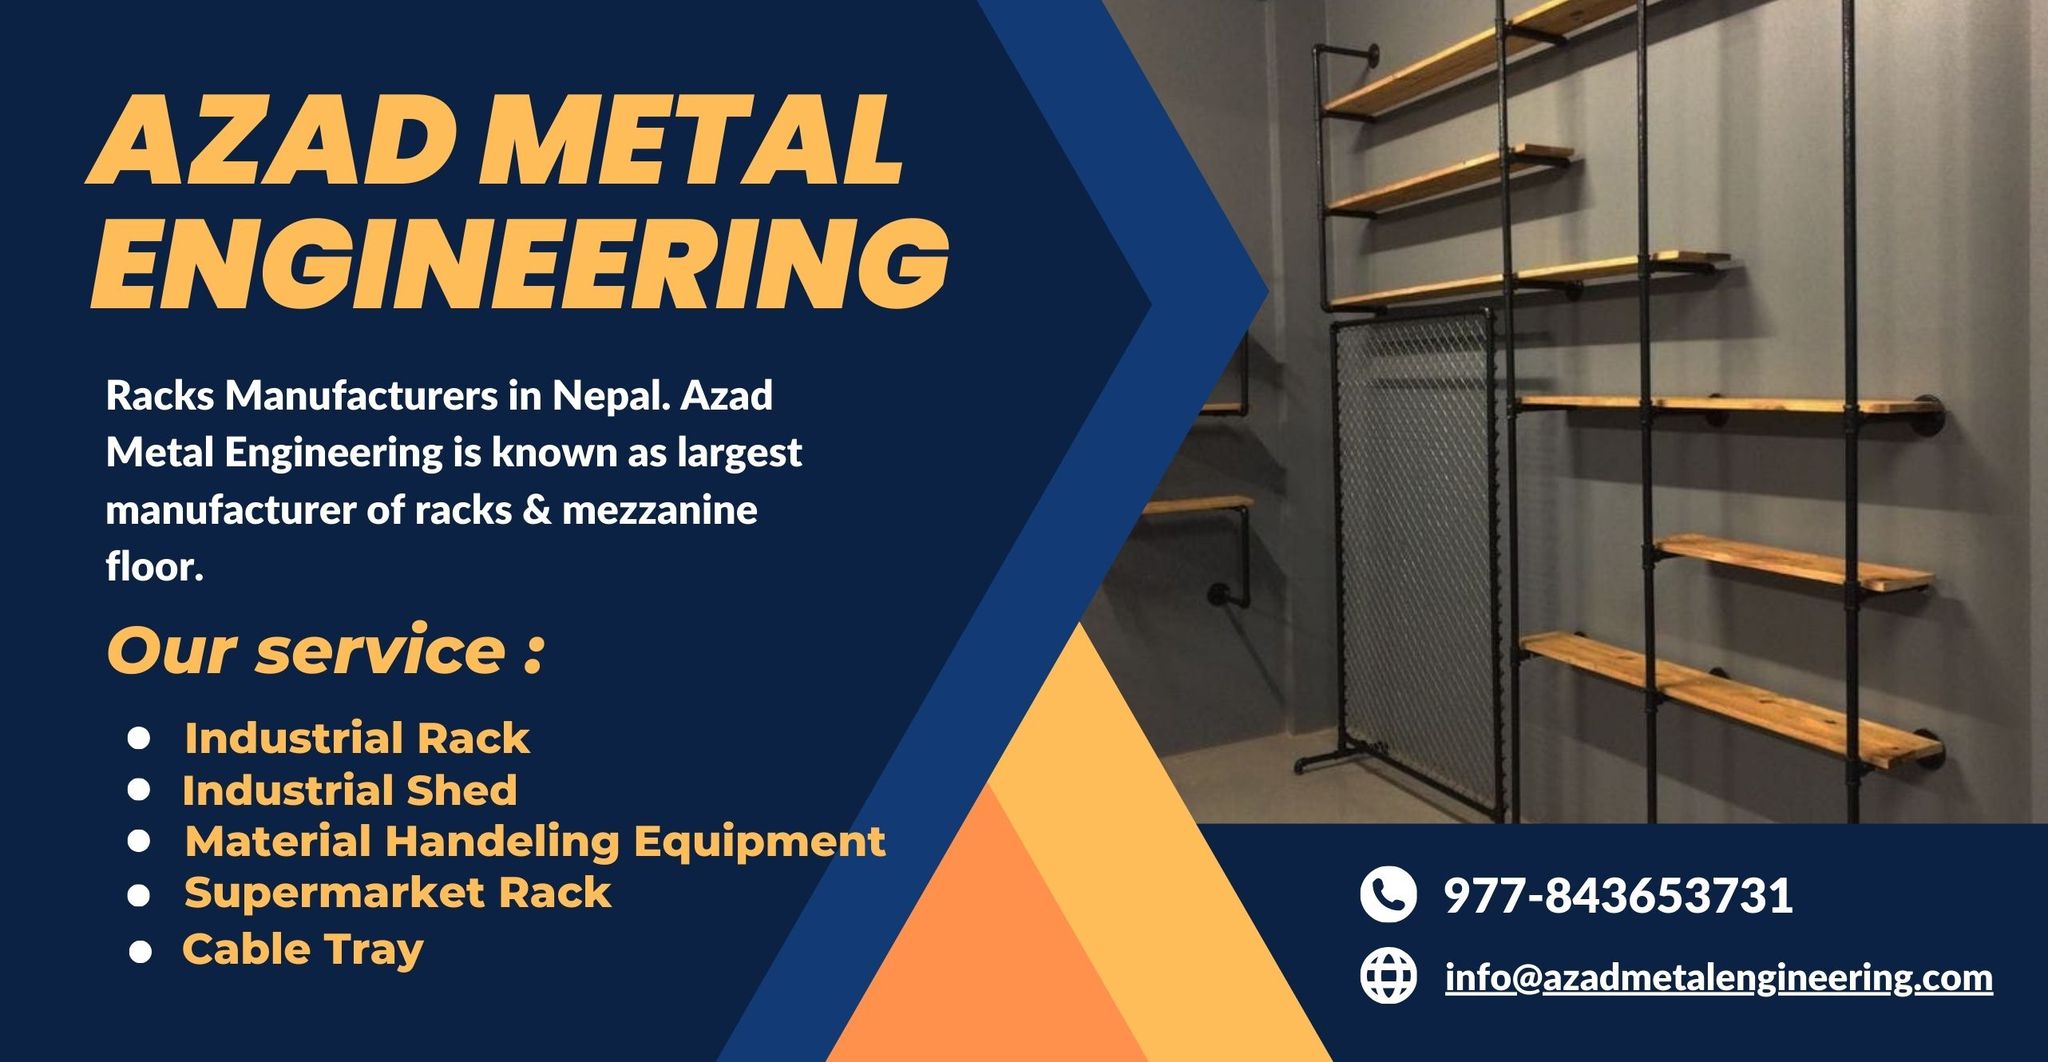 AZAD METAL
ENGINEERING
Racks Manufacturers in Nepal. Azad
Metal Engineering is known as largest
manufacturer of racks & mezzanine
floor.
Our service :
Industrial Rack
Industrial Shed
Material Handeling Equipment
Supermarket Rack
Cable Tray
977-843653731
info@azadmetalengineering.com